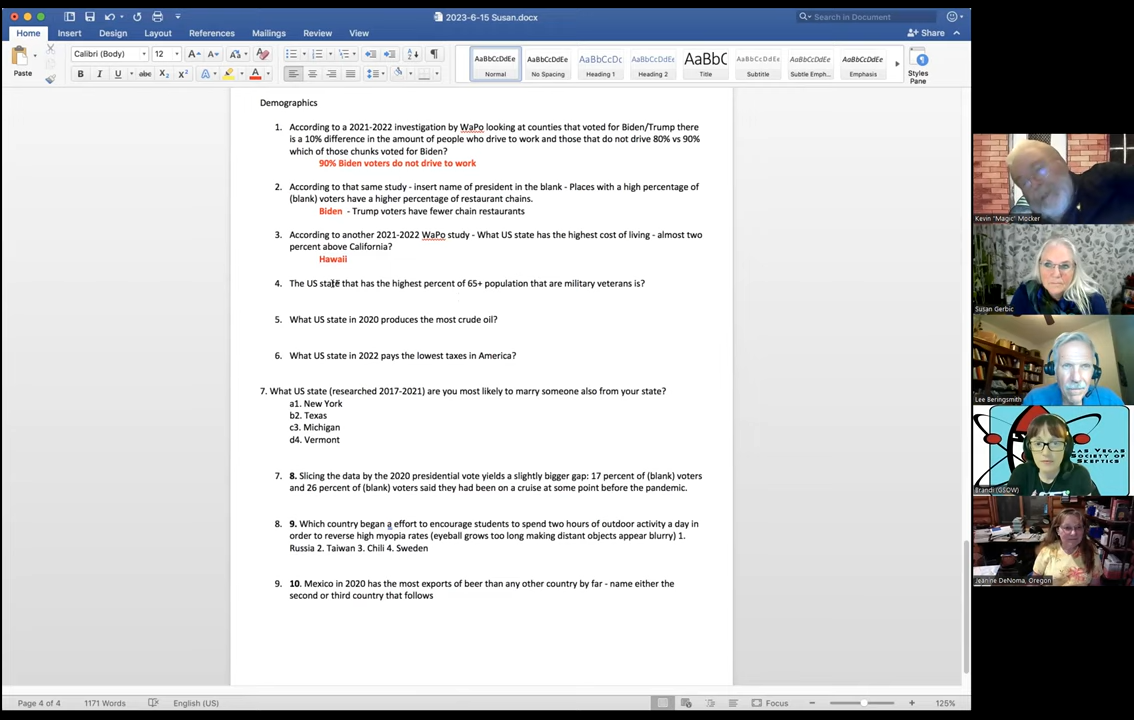 2023-6-15 Susan.docx
Search in Document
Home Insert Design Layout References Mailings Review View
Share
Paste
Calibri (Body) 12
AaBbCcDdEe AaBbCcDdEe AaBbCcDc AaBbCcDdEe AaBbC AaBbCcDdEe AaBbCcDdEe AaBbCcDdEe
Normal No Spacing Heading 1 Heading 2 Title Subtitle Subtle Emph... Emphasis
Styles
Pane
Demographics
1. According to a 2021-2022 investigation by WaPo looking at counties that voted for Biden/Trump there
is a 10% difference in the amount of people who drive to work and those that do not drive 80% vs 90%
which of those chunks voted for Biden?
90% Biden voters do not drive to work
2. According to that same study - insert name of president in the blank - Places with a high percentage of
(blank) voters have a higher percentage of restaurant chains.
Biden - Trump voters have fewer chain restaurants
3. According to another 2021-2022 WaPo study - What US state has the highest cost of living - almost two
percent above California?
Hawaii
4. The US state that has the highest percent of 65+ population that are military veterans is?
5. What US state in 2020 produces the most crude oil?
6. What US state in 2022 pays the lowest taxes in America?
7. What US state (researched 2017-2021) are you most likely to marry someone also from your state?
a1. New York
b2. Texas
c3. Michigan
d4. Vermont
7. 8. Slicing the data by the 2020 presidential vote yields a slightly bigger gap: 17 percent of (blank) voters
and 26 percent of (blank) voters said they had been on a cruise at some point before the pandemic.
8. 9. Which country began a effort to encourage students to spend two hours of outdoor activity a day in
order to reverse high myopia rates (eyeball grows too long making distant objects appear blurry) 1.
Russia 2. Taiwan 3. Chili 4. Sweden
9. 10. Mexico in 2020 has the most exports of beer than any other country by far - name either the
second or third country that follows
Page 4 of 4 1171 Words English (US) Focus 125%
Kevin "Magic" Mocker
Susan Gerbic
Lee Beringsmith
VEGAS
SOCIETY OF
SKEPTICS
Brandi (GSOW)
Jeanine DeNoma, Oregon